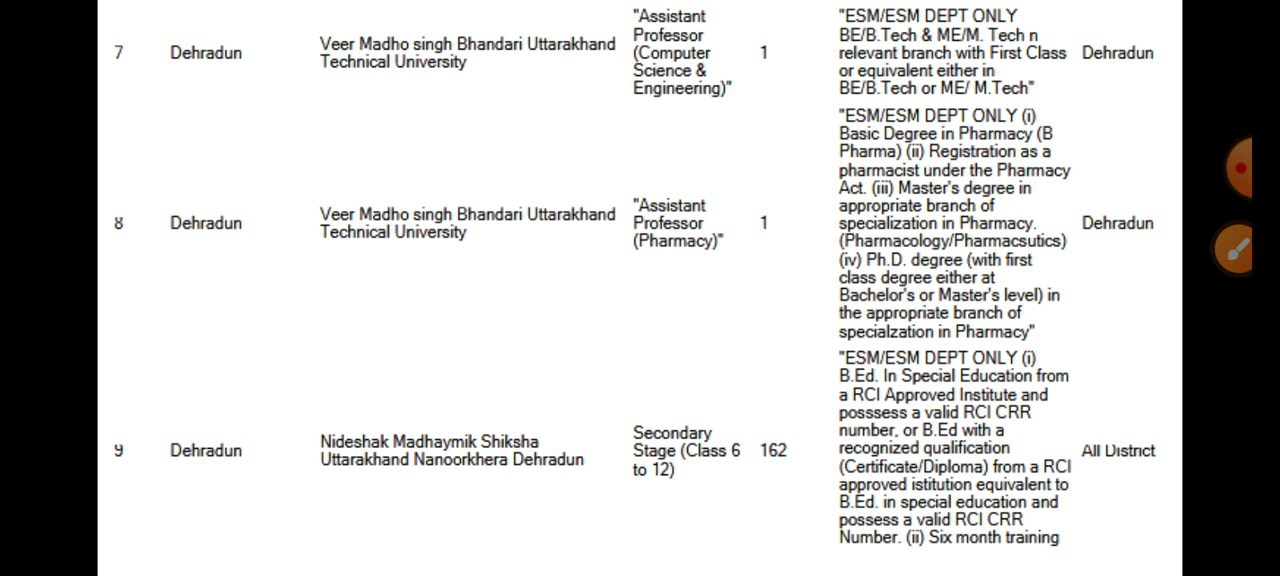 7
Dehradun
Veer Madho singh Bhandari Uttarakhand
Technical University
"Assistant
Professor
(Computer
Science &
Engineering)"
1
"ESM/ESM DEPT ONLY
BE/B.Tech & ME/M. Tech n
relevant branch with First Class
or equivalent either in
BE/B.Tech or ME/ M.Tech"
Dehradun
8
Dehradun
Veer Madho singh Bhandari Uttarakhand
Technical University
"Assistant
Professor
(Pharmacy)"
1
"ESM/ESM DEPT ONLY (i)
Basic Degree in Pharmacy (B
Pharma) (ii) Registration as a
pharmacist under the Pharmacy
Act. (iii) Master's degree in
appropriate branch of
specialization in Pharmacy.
(Pharmacology/Pharmacsutics)
(iv) Ph.D. degree (with first
class degree either at
Bachelor's or Master's level) in
the appropriate branch of
specialzation in Pharmacy"
Dehradun
9
Dehradun
Nideshak Madhaymik Shiksha
Uttarakhand Nanoorkhera Dehradun
Secondary
Stage (Class 6
to 12)
162
"ESM/ESM DEPT ONLY (i)
B.Ed. In Special Education from
a RCI Approved Institute and
posssess a valid RCI CRR
number, or B.Ed with a
recognized qualification
(Certificate/Diploma) from a RCI
approved istitution equivalent to
B.Ed. in special education and
possess a valid RCI CRR
Number. (ii) Six month training
All District